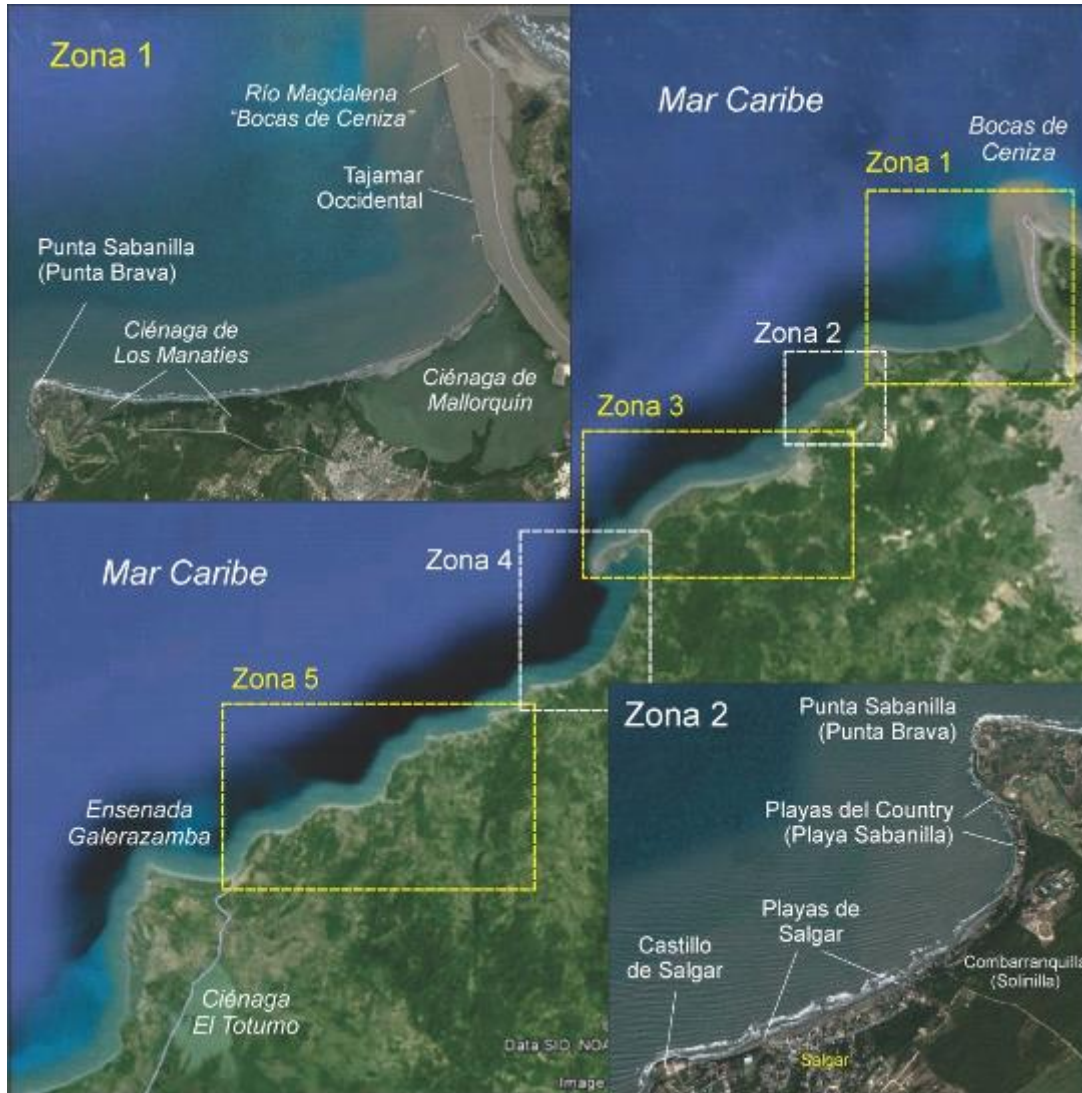 Zona 1
Río Magdalena
“Bocas de Ceniza”
Tajamar
Occidental
Punta Sabanilla
(Punta Brava)
Ciénaga de
Los Manatíes
Ciénaga de
Mallorquín
Mar Caribe
Bocas de
Ceniza
Zona 1
Zona 2
Zona 3
Mar Caribe
Zona 4
Zona 5
Ensenada
Galerazamba
Ciénaga
El Totumo
Data SIO NOA
Image
Zona 2
Punta Sabanilla
(Punta Brava)
Playas del Country
(Playa Sabanilla)
Playas de
Salgar
Castillo
de Salgar
Combarranquilla
(Solinilla)
Salgar